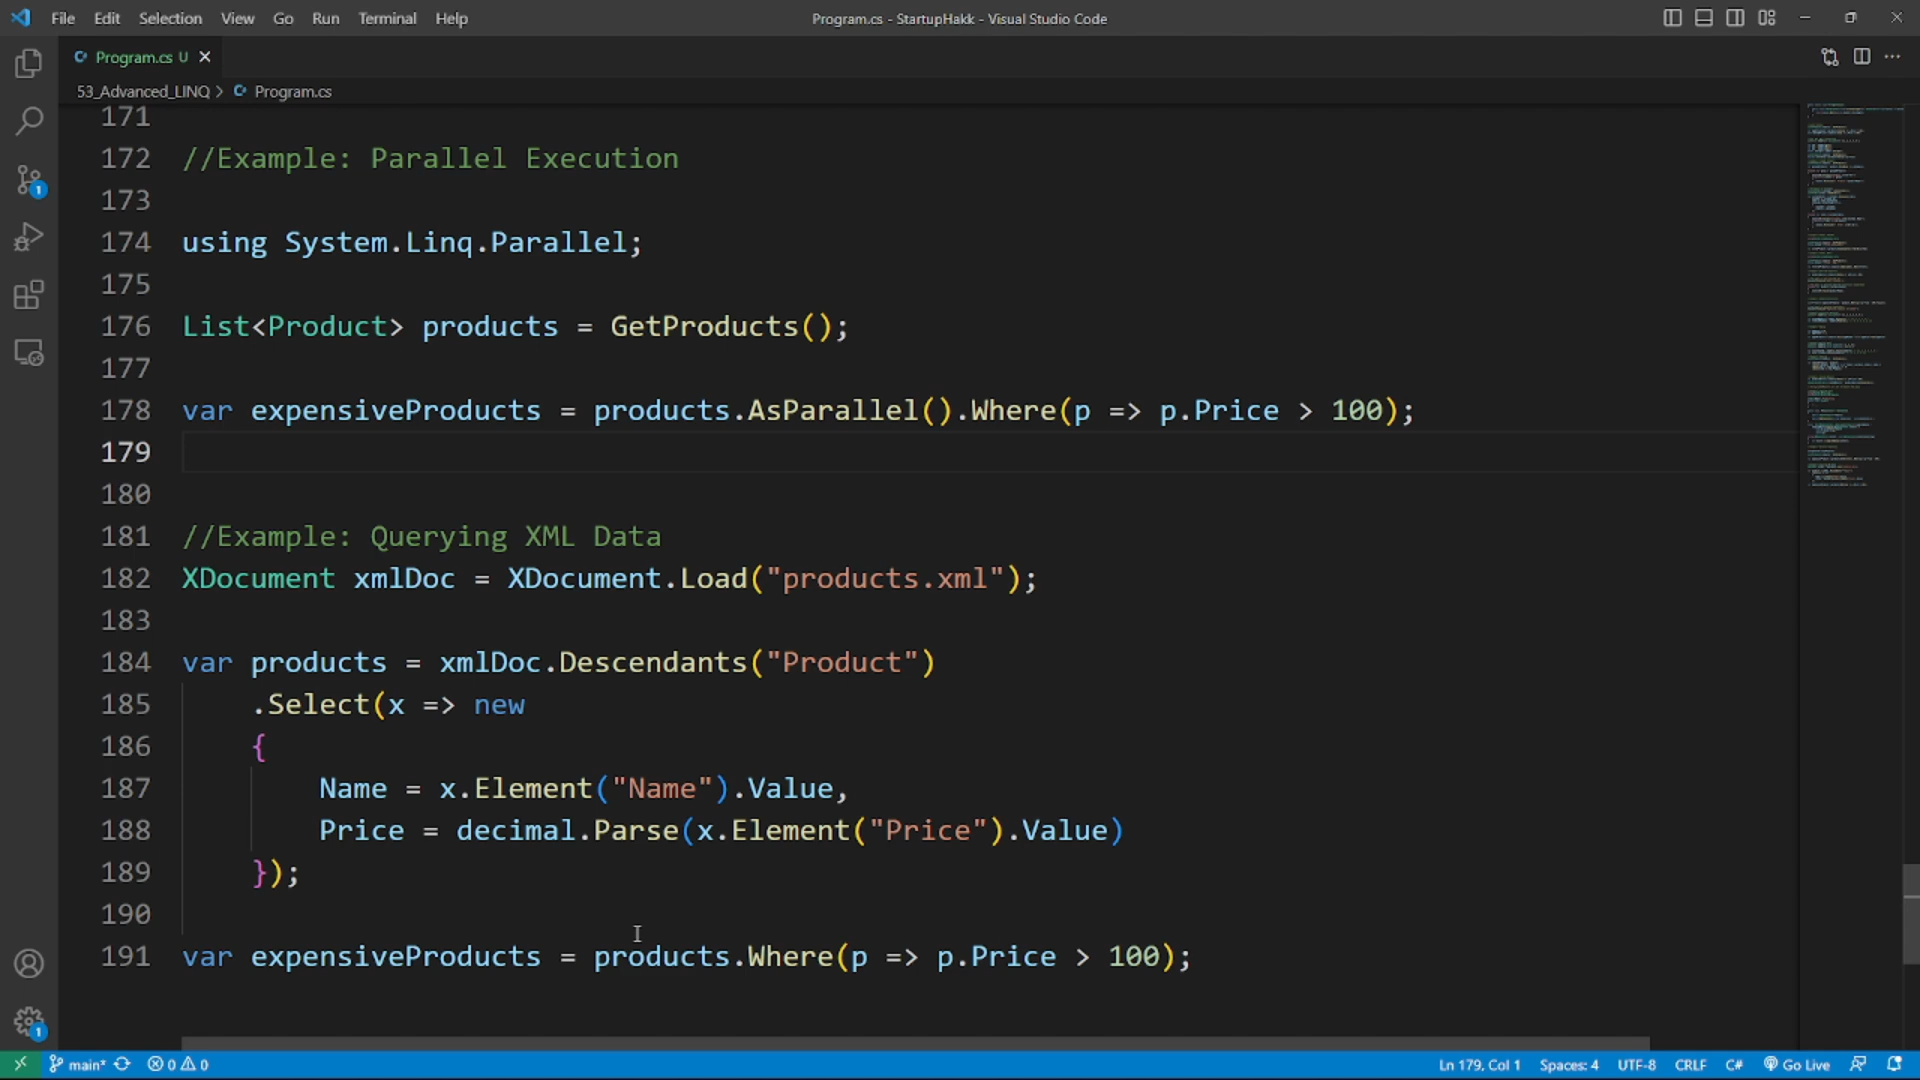 File Edit Selection View Go Run Terminal Help Program.cs - StartupHakk - Visual Studio Code
Program.cs U
53_Advanced_LINQ > Program.cs
171
172 //Example: Parallel Execution
173
174 using System.Linq.Parallel;
175
176 List<Product> products = GetProducts();
177
178 var expensiveProducts = products.AsParallel().Where(p => p.Price > 100);
179
180
181 //Example: Querying XML Data
182 XDocument xmlDoc = XDocument.Load("products.xml");
183
184 var products = xmlDoc.Descendants("Product")
185 .Select(x => new
186 {
187 Name = x.Element("Name").Value,
188 Price = decimal.Parse(x.Element("Price").Value)
189 });
190
191 var expensiveProducts = products.Where(p => p.Price > 100);
1
1
main* 0 0 Ln 179, Col 1 Spaces: 4 UTF-8 CRLF C# Go Live